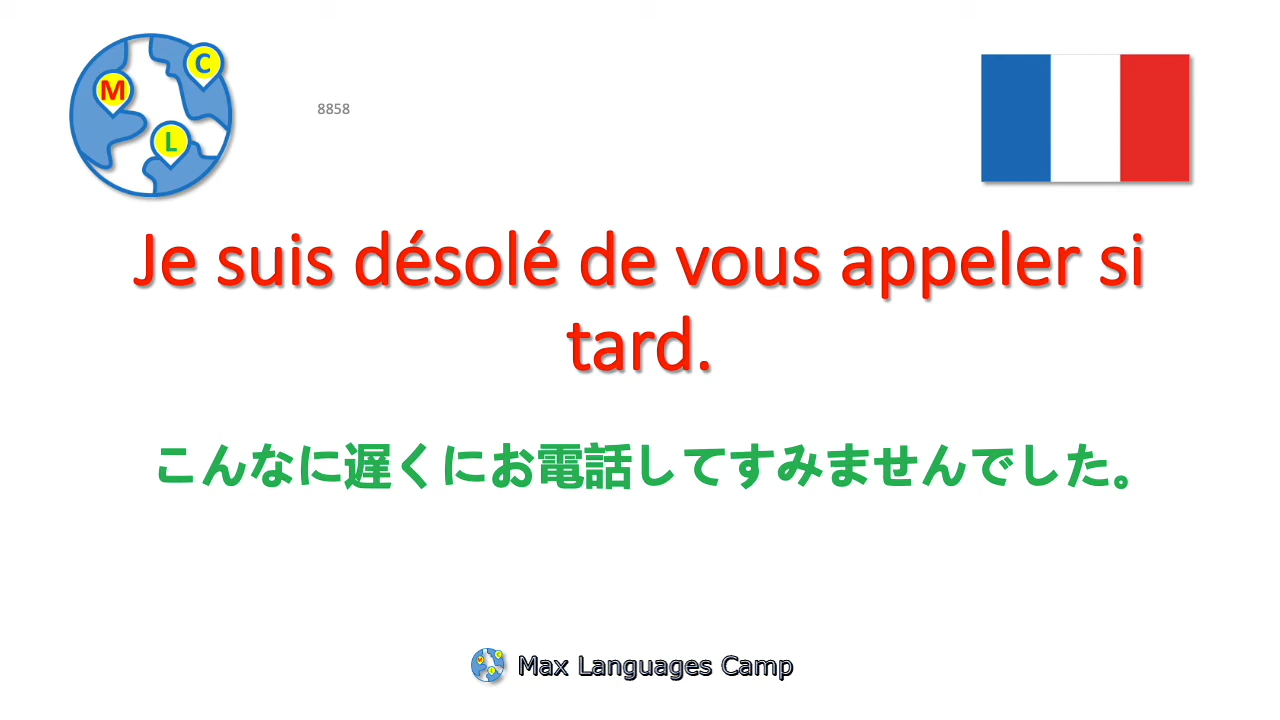 M
C
L
8858
Je suis désolé de vous appeler si
tard.
こんなに遅くにお電話してすみませんでした。
Max Languages Camp